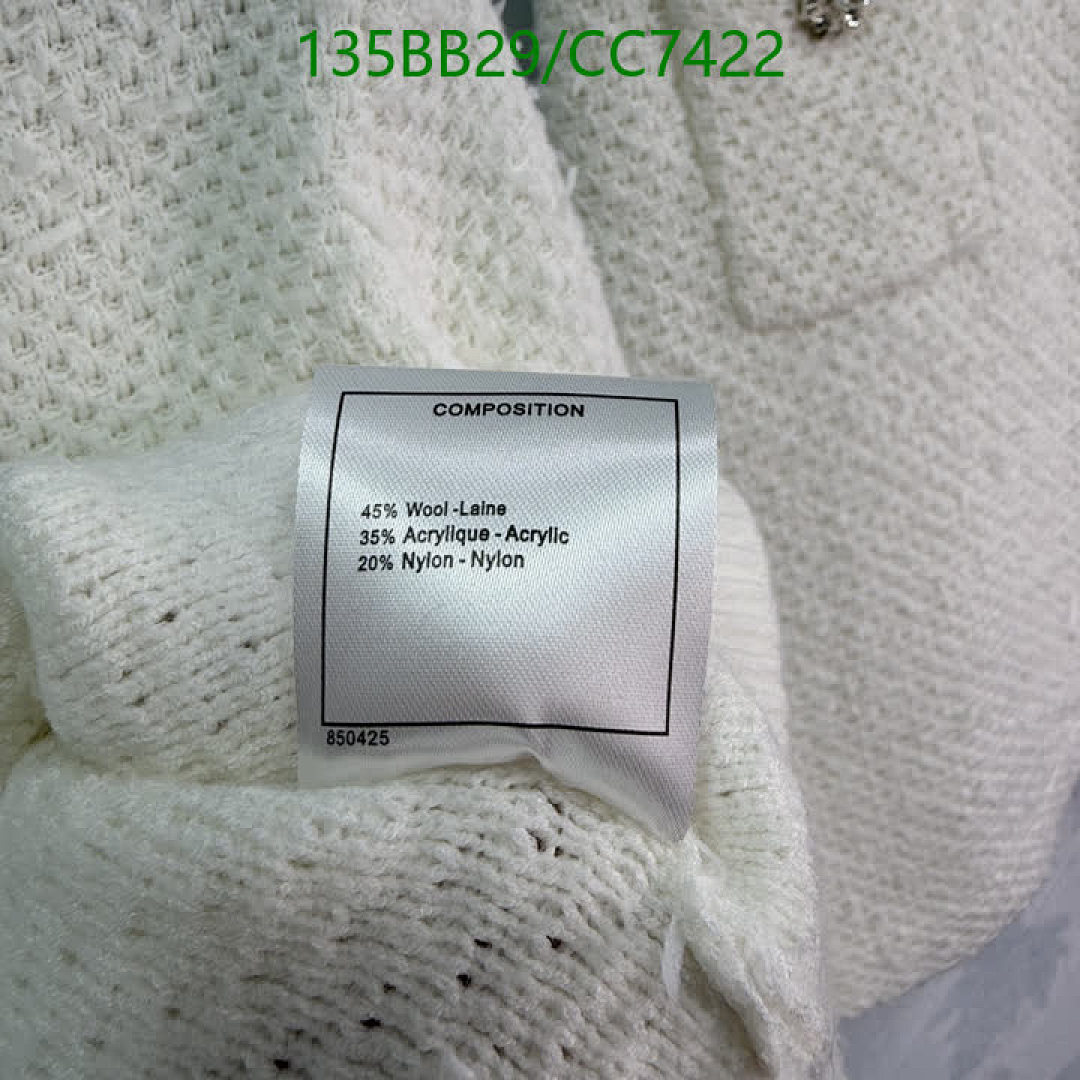 135BB29/CC7422
COMPOSITION
45% Wool -Laine
35% Acrylique - Acrylic
20% Nylon - Nylon
850425